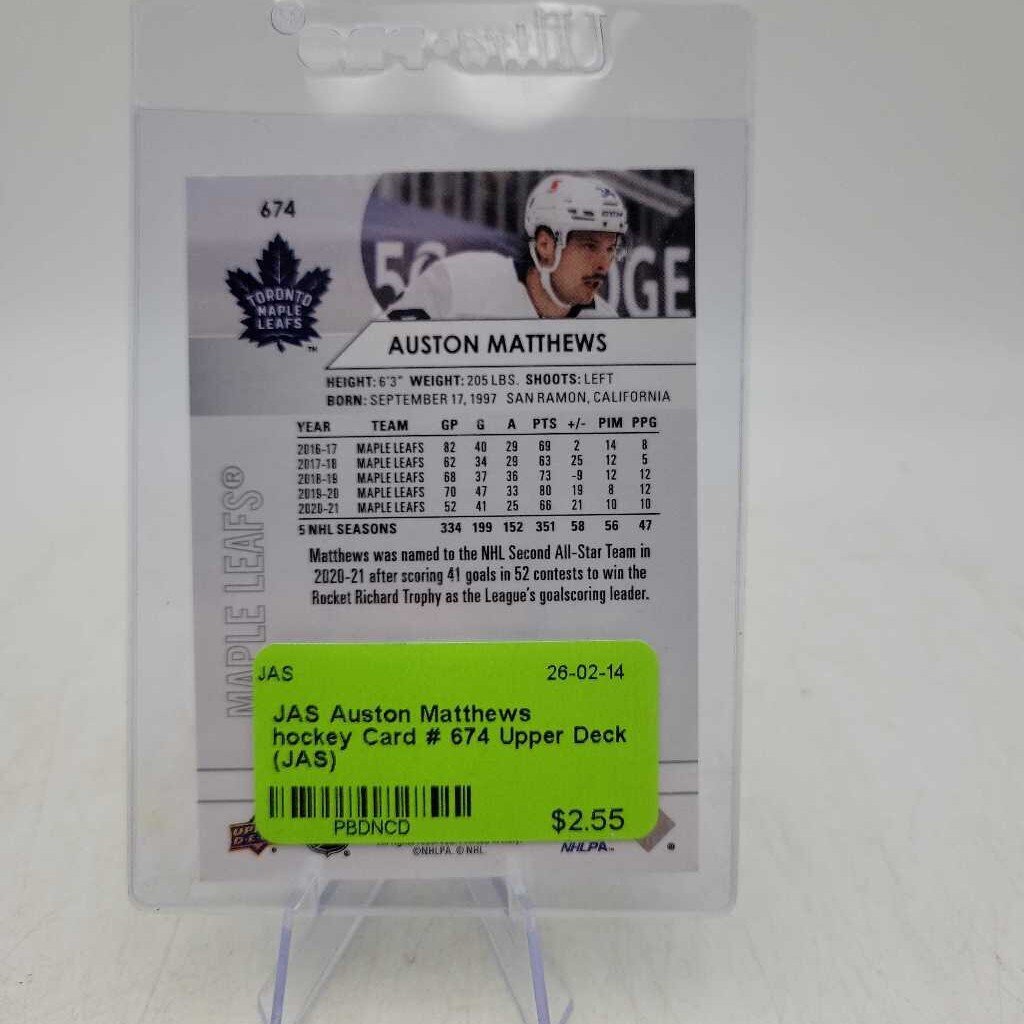 ULTRA·PRO
674
TORONTO
MAPLE
LEAFS
TM
5
DGE
AUSTON MATTHEWS
HEIGHT: 6'3" WEIGHT: 205 LBS. SHOOTS: LEFT
BORN: SEPTEMBER 17, 1997 SAN RAMON, CALIFORNIA
YEAR TEAM GP G A PTS +/- PIM PPG
2016-17 MAPLE LEAFS 82 40 29 69 2 14 8
2017-18 MAPLE LEAFS 62 34 29 63 25 12 5
2018-19 MAPLE LEAFS 68 37 36 73 -9 12 12
2019-20 MAPLE LEAFS 70 47 33 80 19 8 12
2020-21 MAPLE LEAFS 52 41 25 66 21 10 10
5 NHL SEASONS 334 199 152 351 58 56 47
MAPLE LEAFS®
Matthews was named to the NHL Second All-Star Team in
2020-21 after scoring 41 goals in 52 contests to win the
Rocket Richard Trophy as the League's goalscoring leader.
JAS 26-02-14
JAS Auston Matthews
hockey Card # 674 Upper Deck
(JAS)
PBDNCD $2.55
©NHLPA. ©NHL. NHLPA